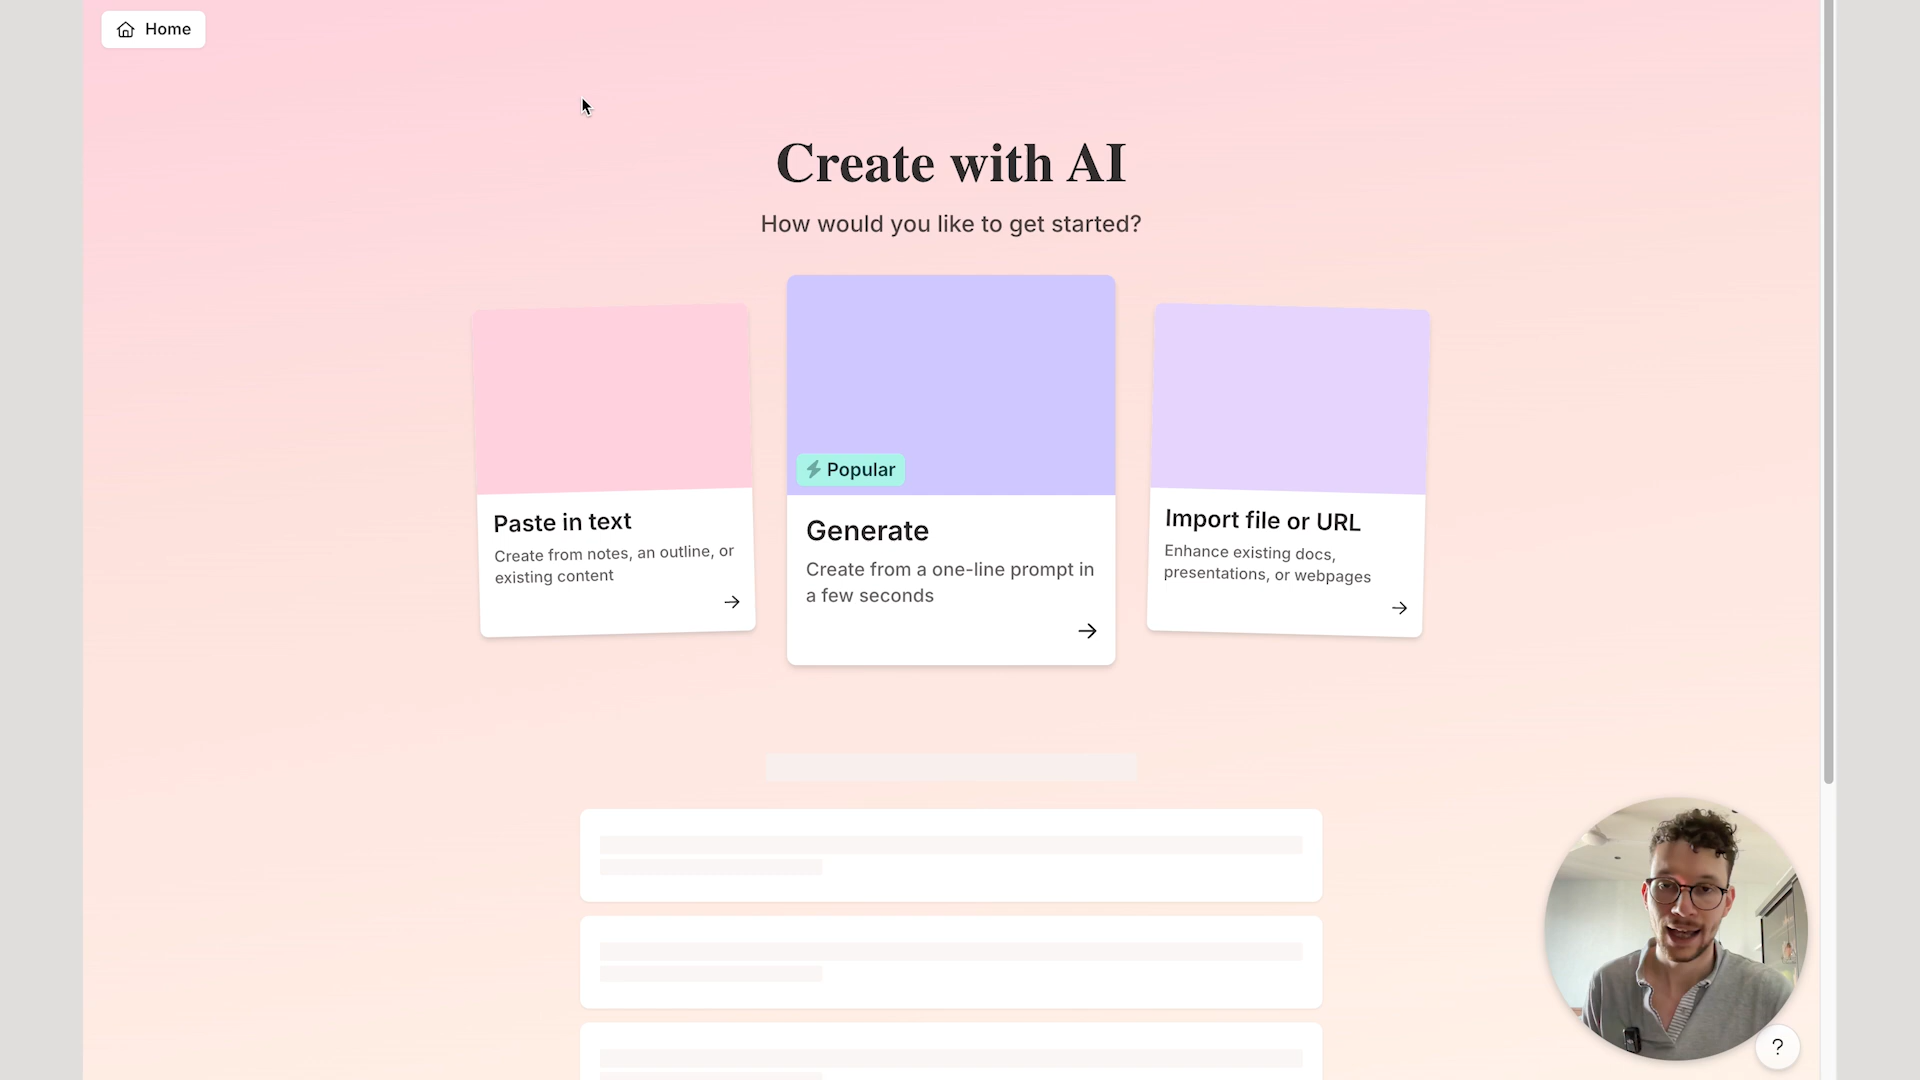 Home
Create with AI
How would you like to get started?
Popular
Paste in text
Create from notes, an outline, or
existing content
Generate
Create from a one-line prompt in
a few seconds
Import file or URL
Enhance existing docs,
presentations, or webpages
?